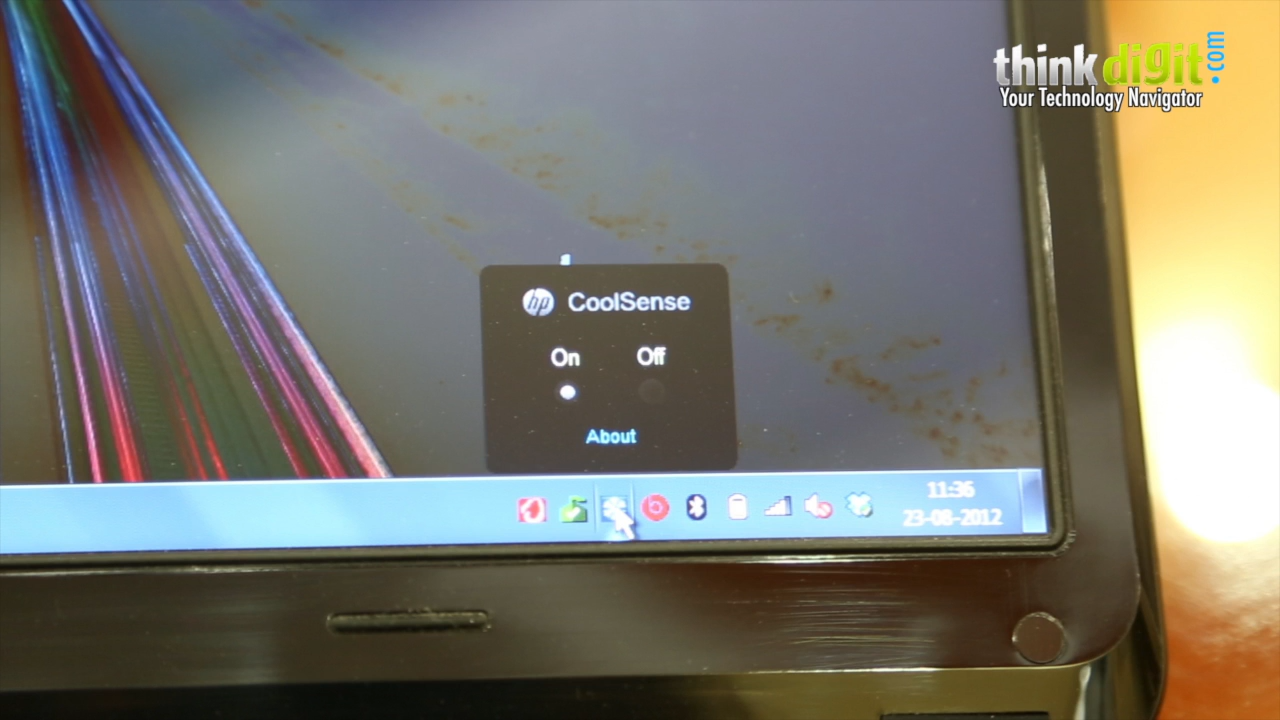 thinkdigit.com
Your Technology Navigator
hp CoolSense
On Off
About
11:36
23-08-2012